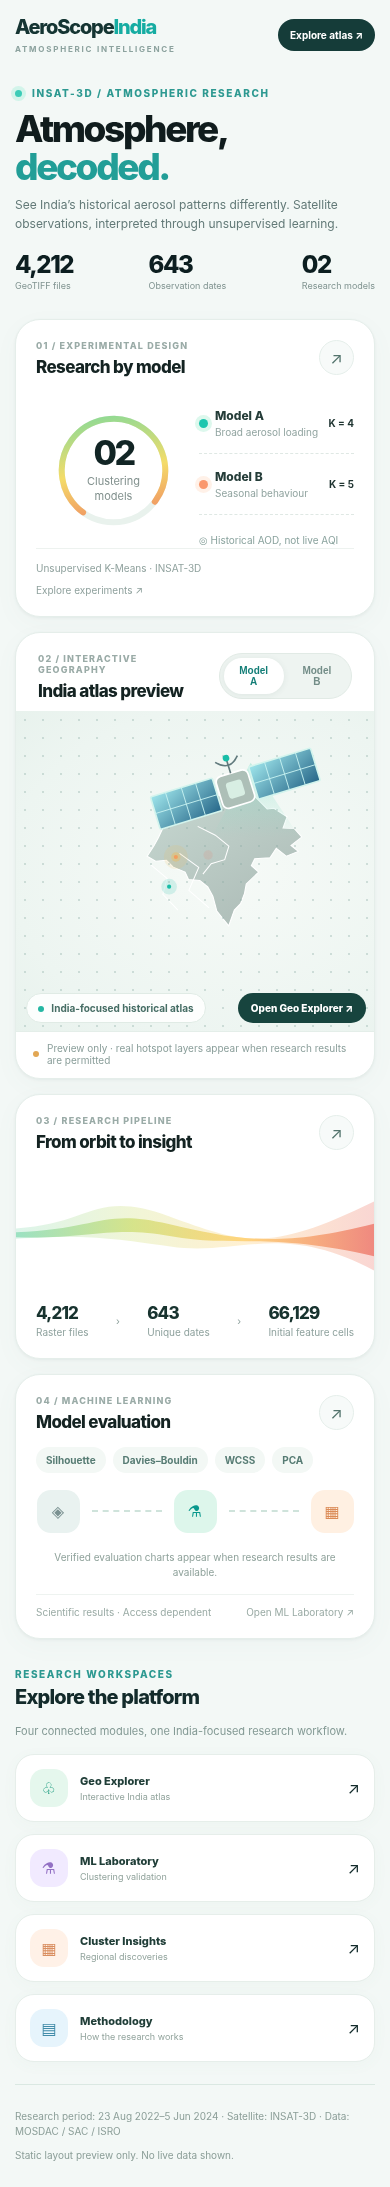 AeroScopeIndia
ATMOSPHERIC INTELLIGENCE
Explore atlas ↗
INSAT-3D / ATMOSPHERIC RESEARCH
Atmosphere,
decoded.
See India's historical aerosol patterns differently. Satellite
observations, interpreted through unsupervised learning.
4,212
GeoTIFF files
643
Observation dates
02
Research models
01 / EXPERIMENTAL DESIGN
Research by model
↗
02
Clustering
models
Model A
Broad aerosol loading
K = 4
Model B
Seasonal behaviour
K = 5
◎ Historical AOD, not live AQI
Unsupervised K-Means · INSAT-3D
Explore experiments ↗
02 / INTERACTIVE
GEOGRAPHY
India atlas preview
Model
A
Model
B
India-focused historical atlas
Open Geo Explorer ↗
Preview only · real hotspot layers appear when research results
are permitted
03 / RESEARCH PIPELINE
From orbit to insight
↗
4,212
Raster files
›
643
Unique dates
›
66,129
Initial feature cells
04 / MACHINE LEARNING
Model evaluation
↗
Silhouette
Davies–Bouldin
WCSS
PCA
Verified evaluation charts appear when research results are
available.
Scientific results · Access dependent
Open ML Laboratory ↗
RESEARCH WORKSPACES
Explore the platform
Four connected modules, one India-focused research workflow.
Geo Explorer
Interactive India atlas
↗
ML Laboratory
Clustering validation
↗
Cluster Insights
Regional discoveries
↗
Methodology
How the research works
↗
Research period: 23 Aug 2022–5 Jun 2024 · Satellite: INSAT-3D · Data:
MOSDAC / SAC / ISRO
Static layout preview only. No live data shown.